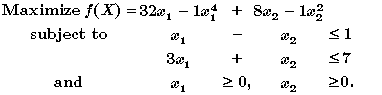 Maximize f(X) = 32x₁ − 1x₁⁴ + 8x₂ − 1x₂²
subject to x₁ − x₂ ≤ 1
3x₁ + x₂ ≤ 7
and x₁ ≥ 0, x₂ ≥ 0.